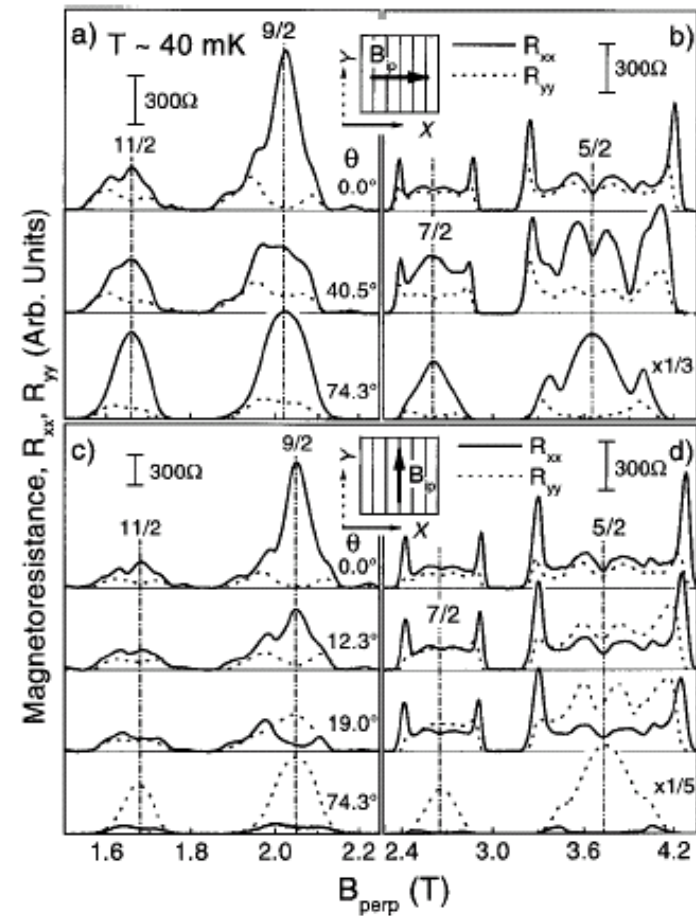 a)
T ~ 40 mK
9/2
300Ω
11/2
θ
0.0°
40.5°
74.3°
Y
B_ip
X
R_xx
R_yy
b)
300Ω
5/2
7/2
x1/3
Magnetoresistance, R_xx, R_yy (Arb. Units)
c)
9/2
300Ω
11/2
θ
0.0°
12.3°
19.0°
74.3°
Y
B_ip
X
R_xx
R_yy
d)
300Ω
5/2
7/2
x1/5
1.6 1.8 2.0 2.2 2.4 3.0 3.6 4.2
B_perp (T)